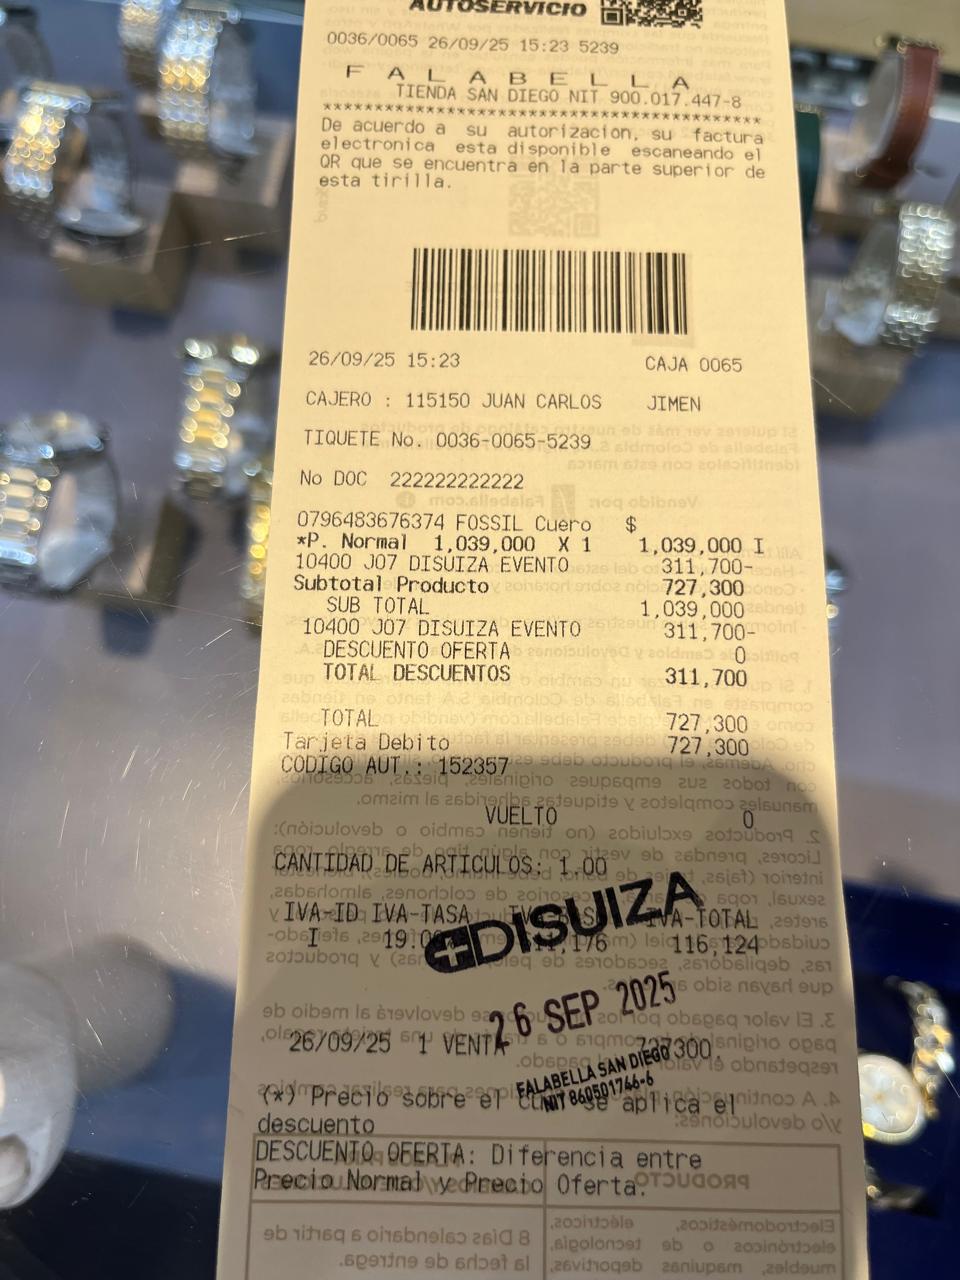 AUTOSERVICIO
0036/0065 26/09/25 15:23 5239
F A L A B E L L A
TIENDA SAN DIEGO NIT 900.017.447-8
******************************************
De acuerdo a su autorizacion, su factura
electronica esta disponible escaneando el
QR que se encuentra en la parte superior de
esta tirilla.
26/09/25 15:23 CAJA 0065
CAJERO : 115150 JUAN CARLOS JIMEN
TIQUETE No. 0036-0065-5239
No DOC 222222222222
0796483676374 FOSSIL Cuero $
*P. Normal 1,039,000 X 1 1,039,000 I
10400 J07 DISUIZA EVENTO 311,700-
Subtotal Producto 727,300
SUB TOTAL 1,039,000
10400 J07 DISUIZA EVENTO 311,700-
DESCUENTO OFERTA 0
TOTAL DESCUENTOS 311,700
TOTAL 727,300
Tarjeta Debito 727,300
CODIGO AUT.: 152357
VUELTO 0
CANTIDAD DE ARTICULOS: 1.00
IVA-ID IVA-TASA IVA-TOTAL
I 116,124
DISUIZA
26 SEP 2025
26/09/25 1 VENTA
FALABELLA SAN DIEGO
NIT 860501766-6
(*) Precio sobre el se aplica el
descuento
DESCUENTO OFERTA: Diferencia entre
Precio Normal y Precio Oferta.